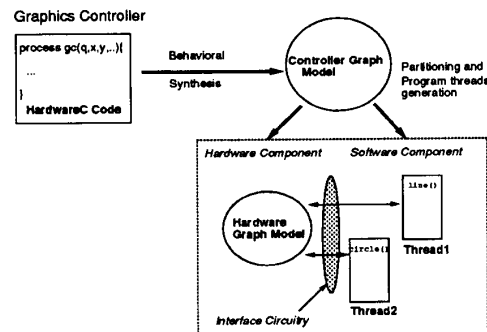 Graphics Controller
process gc(q,x,y,..){
...
}
HardwareC Code
Behavioral
Synthesis
Controller Graph
Model
Partitioning and
Program threads
generation
Hardware Component
Software Component
line()
Hardware
Graph Model
Thread1
circle()
Thread2
Interface Circuitry